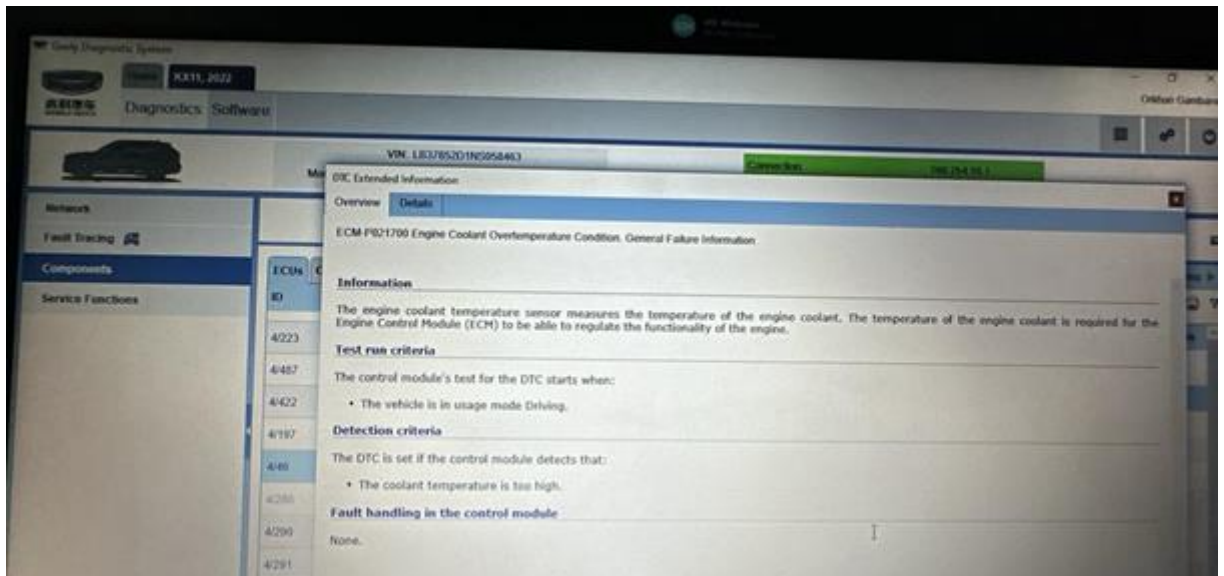 Geely Diagnostic System
KX11, 2022
Diagnostics Software
VIN: LB37852D1NS058463
Connection
DTC Extended Information
Overview Details
Network
Fault Tracing
Components
Service Functions
ECUs
ID
4/223
4/487
4/422
4/197
4/46
4/290
4/291
ECM-P021700 Engine Coolant Overtemperature Condition. General Failure Information
Information
The engine coolant temperature sensor measures the temperature of the engine coolant. The temperature of the engine coolant is required for the
Engine Control Module (ECM) to be able to regulate the functionality of the engine.
Test run criteria
The control module's test for the DTC starts when:
• The vehicle is in usage mode Driving.
Detection criteria
The DTC is set if the control module detects that:
• The coolant temperature is too high.
Fault handling in the control module
None.